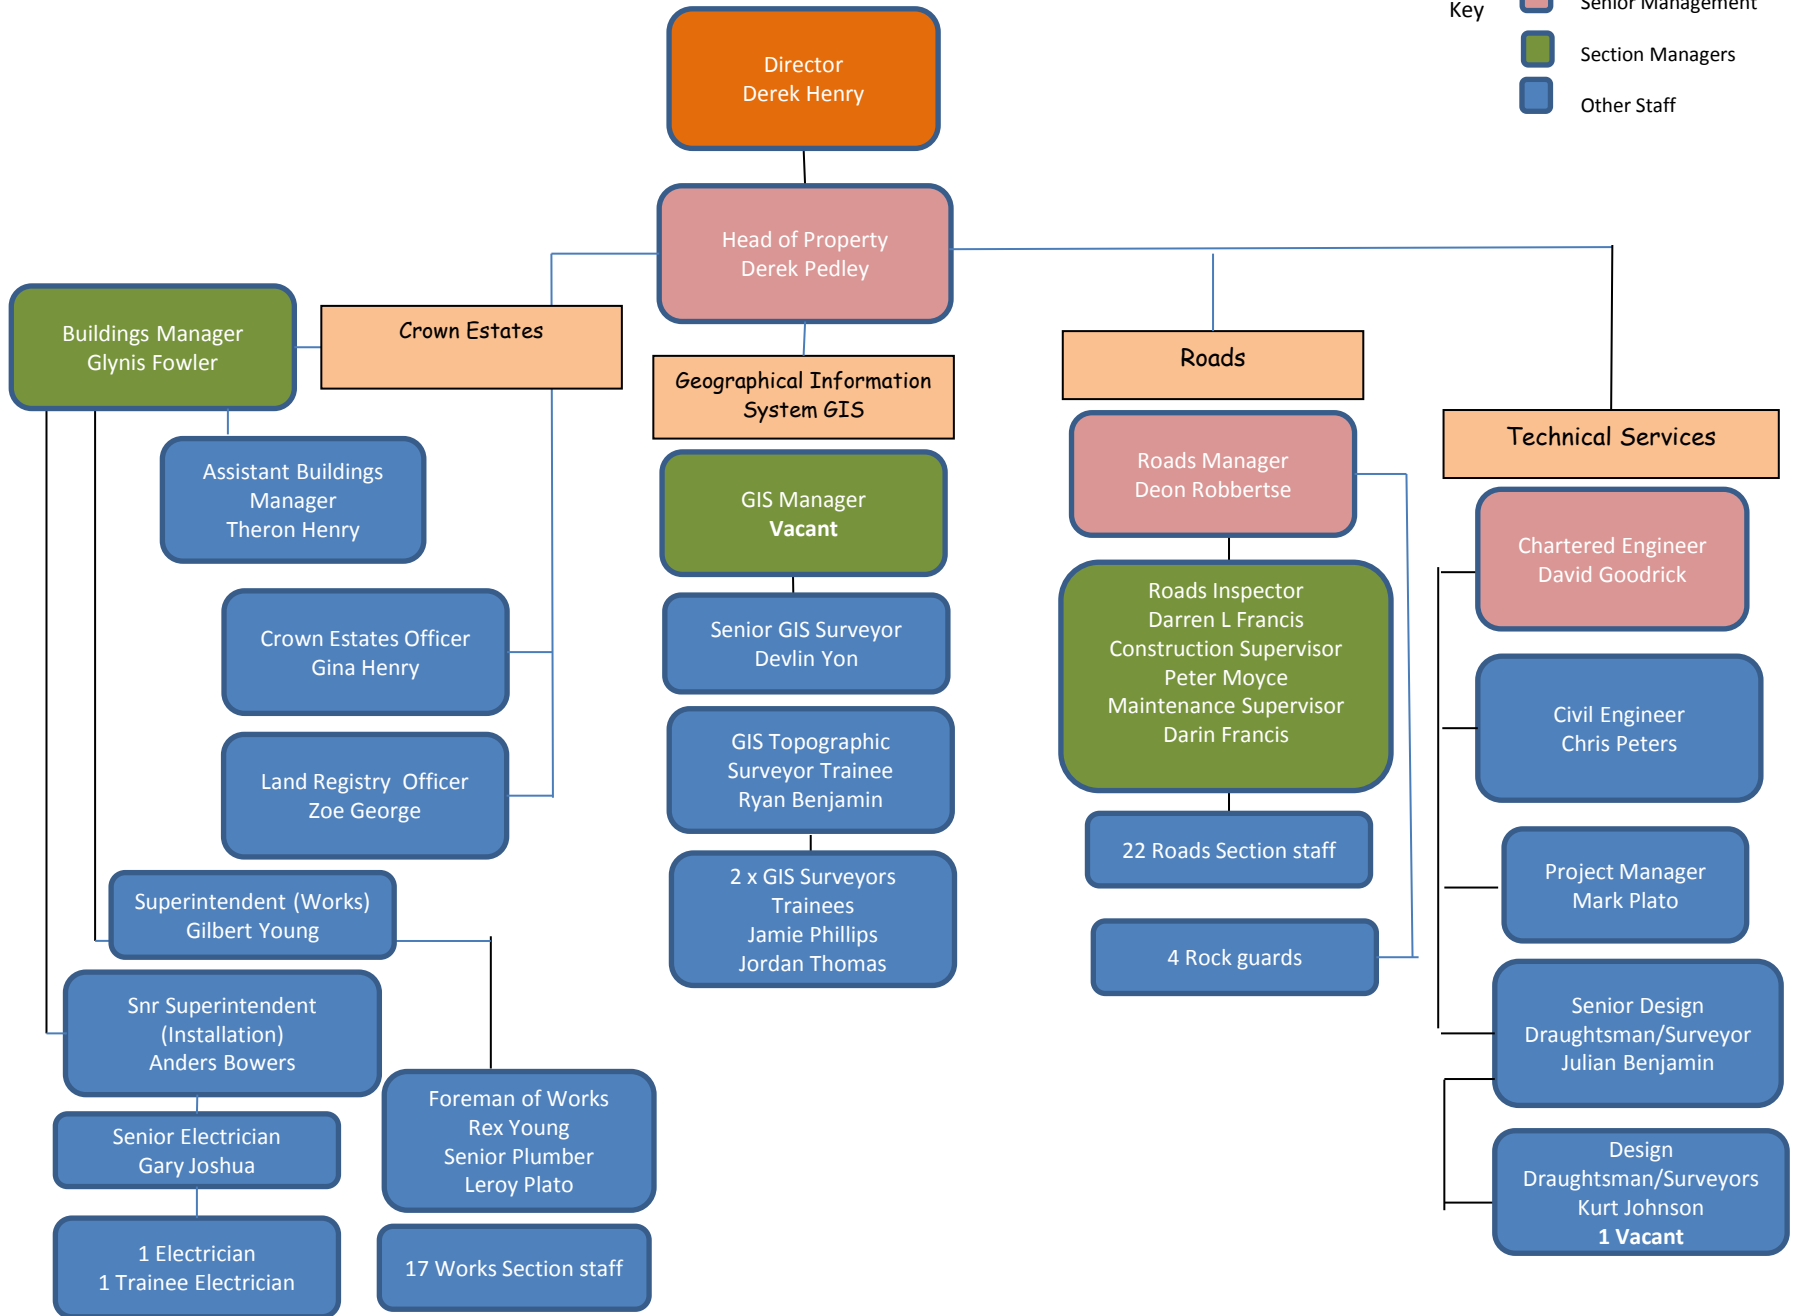 Key
Senior Management
Section Managers
Other Staff
Director
Derek Henry
Head of Property
Derek Pedley
Buildings Manager
Glynis Fowler
Crown Estates
Geographical Information
System GIS
Roads
Technical Services
Assistant Buildings
Manager
Theron Henry
Crown Estates Officer
Gina Henry
Land Registry Officer
Zoe George
Superintendent (Works)
Gilbert Young
Snr Superintendent
(Installation)
Anders Bowers
Senior Electrician
Gary Joshua
1 Electrician
1 Trainee Electrician
Foreman of Works
Rex Young
Senior Plumber
Leroy Plato
17 Works Section staff
GIS Manager
Vacant
Senior GIS Surveyor
Devlin Yon
GIS Topographic
Surveyor Trainee
Ryan Benjamin
2 x GIS Surveyors
Trainees
Jamie Phillips
Jordan Thomas
Roads Manager
Deon Robbertse
Roads Inspector
Darren L Francis
Construction Supervisor
Peter Moyce
Maintenance Supervisor
Darin Francis
22 Roads Section staff
4 Rock guards
Chartered Engineer
David Goodrick
Civil Engineer
Chris Peters
Project Manager
Mark Plato
Senior Design
Draughtsman/Surveyor
Julian Benjamin
Design
Draughtsman/Surveyors
Kurt Johnson
1 Vacant